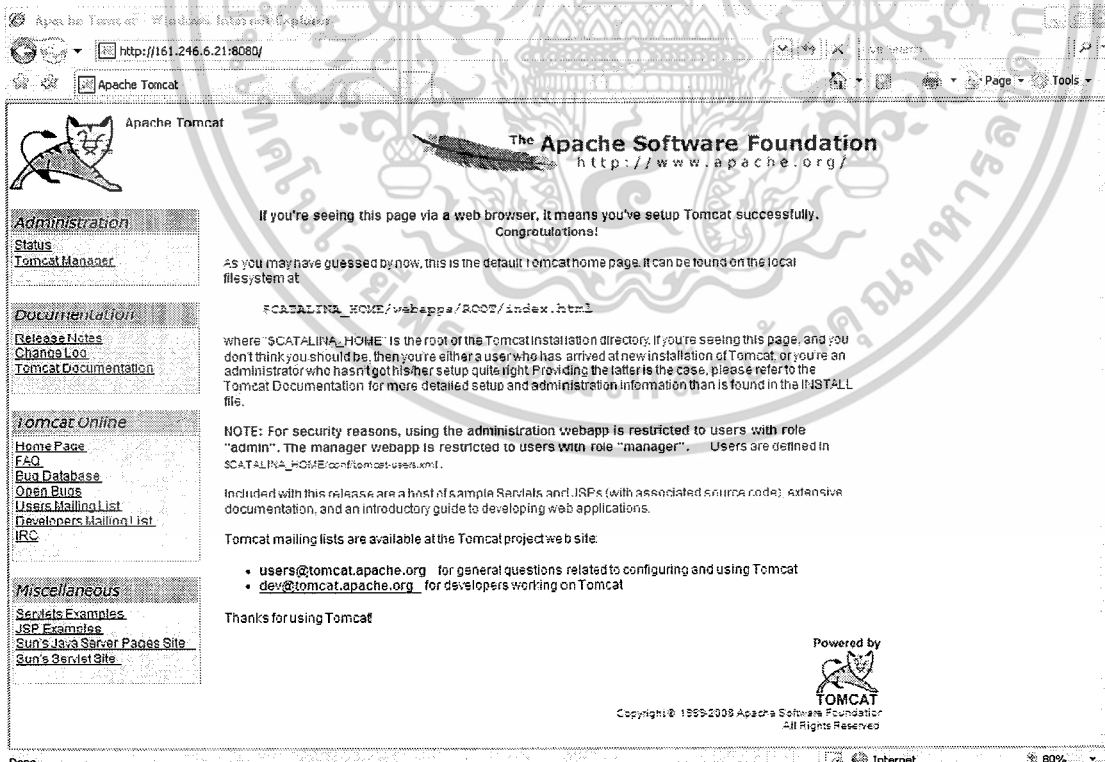 Apache Tomcat - Windows Internet Explorer
http://161.246.6.21:8080/
Apache Tomcat
Page
Tools
Apache Tomcat
The Apache Software Foundation
http://www.apache.org/
Administration
Status
Tomcat Manager
Documentation
Release Notes
Change Log
Tomcat Documentation
Tomcat Online
Home Page
FAQ
Bug Database
Open Bugs
Users Mailing List
Developers Mailing List
IRC
Miscellaneous
Servlets Examples
JSP Examples
Sun's Java Server Pages Site
Sun's Servlet Site
If you're seeing this page via a web browser, it means you've setup Tomcat successfully.
Congratulations!
As you may have guessed by now, this is the default Tomcat home page. It can be found on the local
filesystem at
$CATALINA_HOME/webapps/ROOT/index.html
where "$CATALINA_HOME" is the root of the Tomcat installation directory. If you're seeing this page, and you
don't think you should be, then you're either a user who has arrived at new installation of Tomcat, or you're an
administrator who hasn't got his/her setup quite right. Providing the latter is the case, please refer to the
Tomcat Documentation for more detailed setup and administration information than is found in the INSTALL
file.
NOTE: For security reasons, using the administration webapp is restricted to users with role
"admin". The manager webapp is restricted to users with role "manager". Users are defined in
$CATALINA_HOME/conf/tomcat-users.xml.
Included with this release are a host of sample Servlets and JSPs (with associated source code), extensive
documentation, and an introductory guide to developing web applications.
Tomcat mailing lists are available at the Tomcat project web site:
• users@tomcat.apache.org for general questions related to configuring and using Tomcat
• dev@tomcat.apache.org for developers working on Tomcat
Thanks for using Tomcat!
Powered by
TOMCAT
Copyright © 1999-2008 Apache Software Foundation
All Rights Reserved
Done
Internet
80%